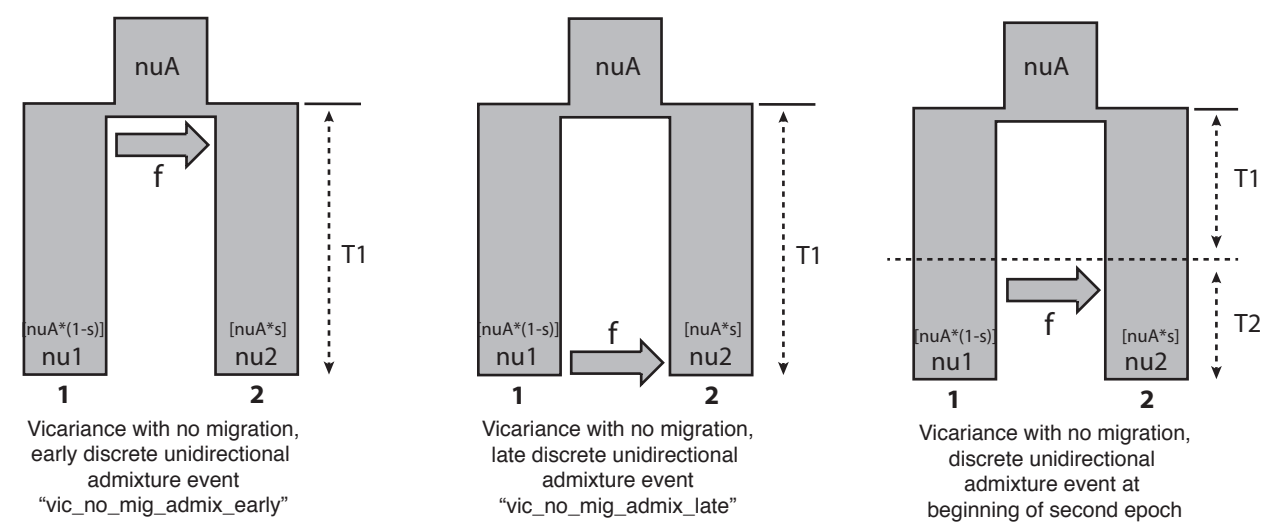 nuA
f
T1
[nuA*(1-s)]
nu1
[nuA*s]
nu2
1
2
Vicariance with no migration,
early discrete unidirectional
admixture event
“vic_no_mig_admix_early”
nuA
T1
f
[nuA*(1-s)]
nu1
[nuA*s]
nu2
1
2
Vicariance with no migration,
late discrete unidirectional
admixture event
“vic_no_mig_admix_late”
nuA
T1
f
T2
[nuA*(1-s)]
nu1
[nuA*s]
nu2
1
2
Vicariance with no migration,
discrete unidirectional
admixture event at
beginning of second epoch